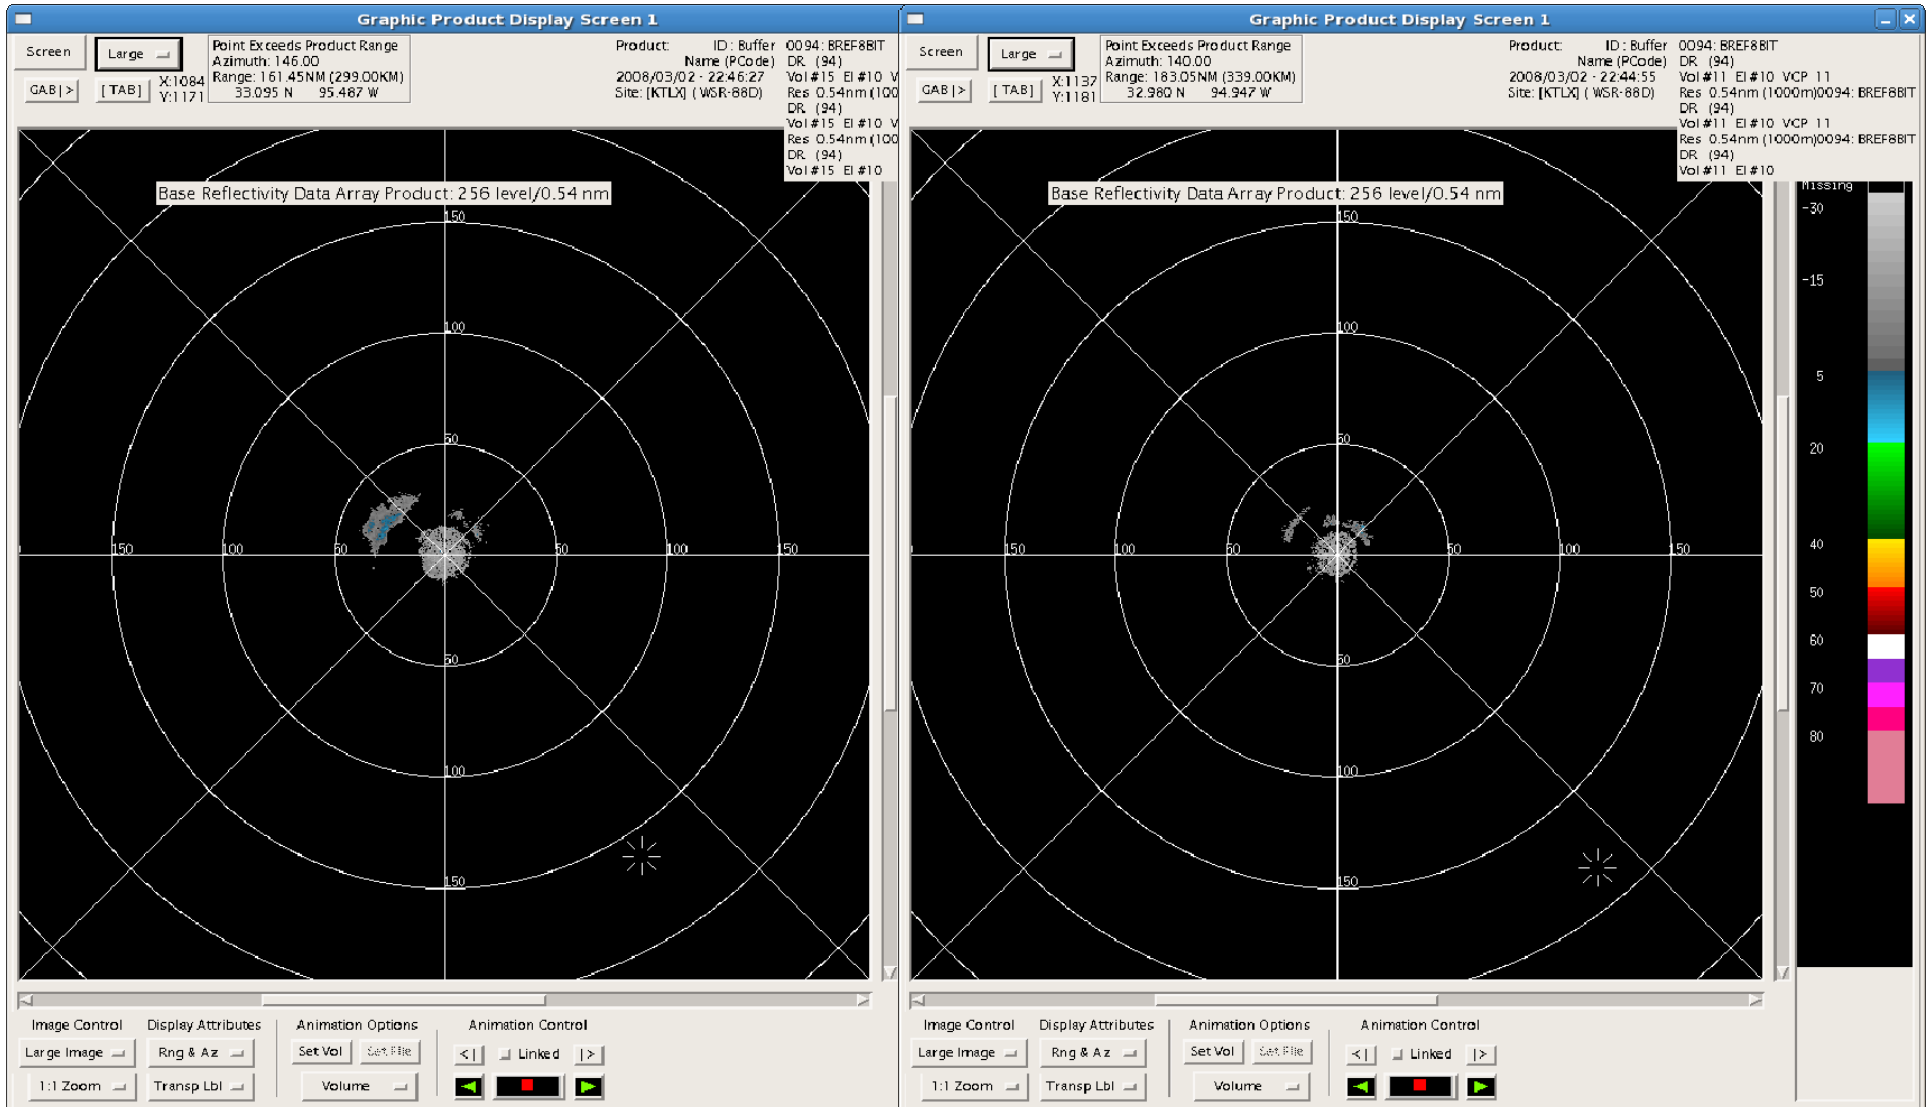 Graphic Product Display Screen 1
Screen
Large
Point Exceeds Product Range
Azimuth: 146.00
Range: 161.45NM (299.00KM)
33.095 N 95.487 W
GAB|>
[TAB]
X:1084
Y:1171
Product: ID: Buffer
Name (PCode)
2008/03/02 - 22:46:27
Site: [KTLX] ( WSR-88D)
0094: BREF8BIT
DR (94)
Vol#15 El #10 V
Res 0.54nm (100
DR (94)
Vol#15 El #10 V
Res 0.54nm (100
DR (94)
Vol#15 El #10
Base Reflectivity Data Array Product: 256 level/0.54 nm
150
100
50
150
100
50
50
100
150
50
100
150
Image Control
Display Attributes
Animation Options
Animation Control
Large Image
Rng & Az
Set Vol
Set File
<|
Linked
|>
1:1 Zoom
Transp Lbl
Volume
Graphic Product Display Screen 1
Screen
Large
Point Exceeds Product Range
Azimuth: 140.00
Range: 183.05NM (339.00KM)
32.980 N 94.947 W
GAB|>
[TAB]
X:1137
Y:1181
Product: ID: Buffer
Name (PCode)
2008/03/02 - 22:44:55
Site: [KTLX] ( WSR-88D)
0094: BREF8BIT
DR (94)
Vol#11 El #10 VCP 11
Res 0.54nm (1000m)0094: BREF8BIT
DR (94)
Vol#11 El #10 VCP 11
Res 0.54nm (1000m)0094: BREF8BIT
DR (94)
Vol#11 El #10
Base Reflectivity Data Array Product: 256 level/0.54 nm
150
100
50
150
100
50
50
100
150
50
100
150
Missing
-30
-15
5
20
40
50
60
70
80
Image Control
Display Attributes
Animation Options
Animation Control
Large Image
Rng & Az
Set Vol
Set File
<|
Linked
|>
1:1 Zoom
Transp Lbl
Volume